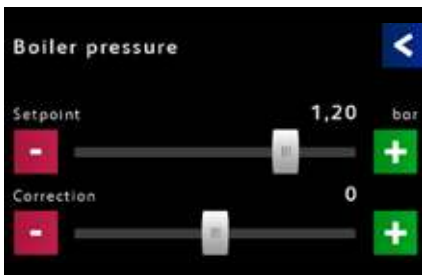 Boiler pressure <
Setpoint 1,20 bar
- +
Correction 0
- +